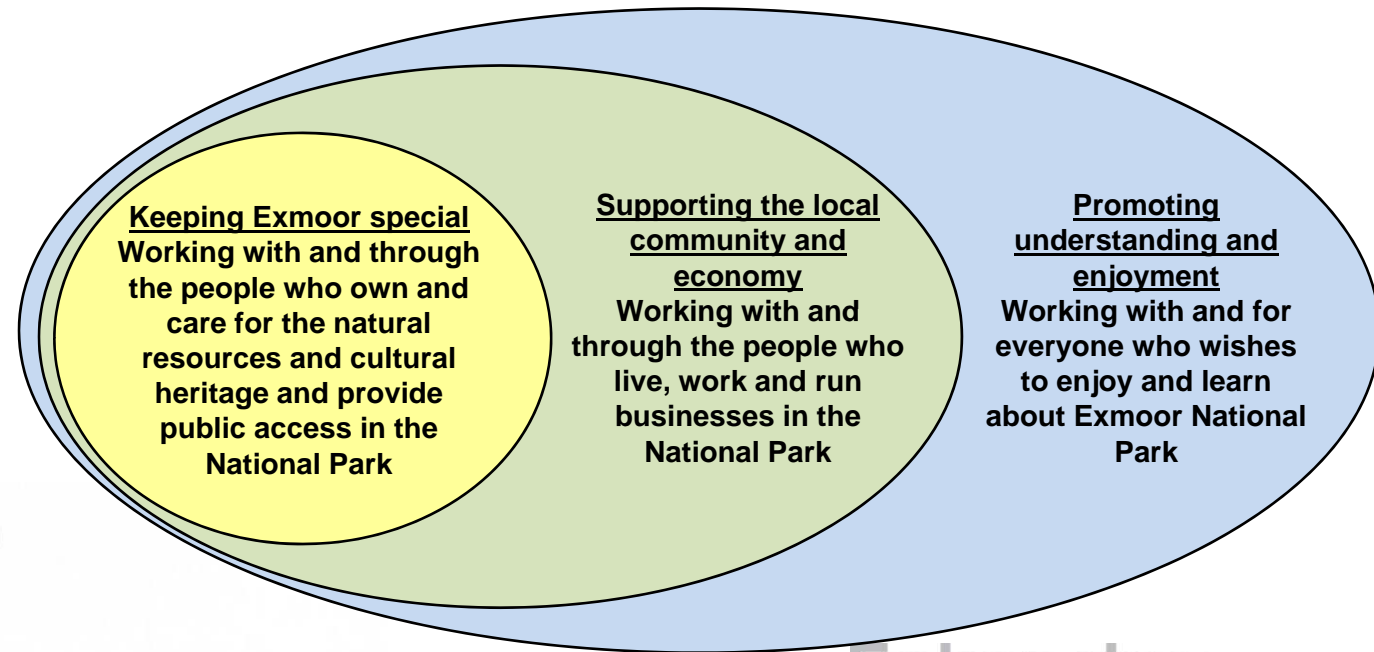 Keeping Exmoor special
Working with and through
the people who own and
care for the natural
resources and cultural
heritage and provide
public access in the
National Park
Supporting the local
community and
economy
Working with and
through the people who
live, work and run
businesses in the
National Park
Promoting
understanding and
enjoyment
Working with and for
everyone who wishes
to enjoy and learn
about Exmoor National
Park